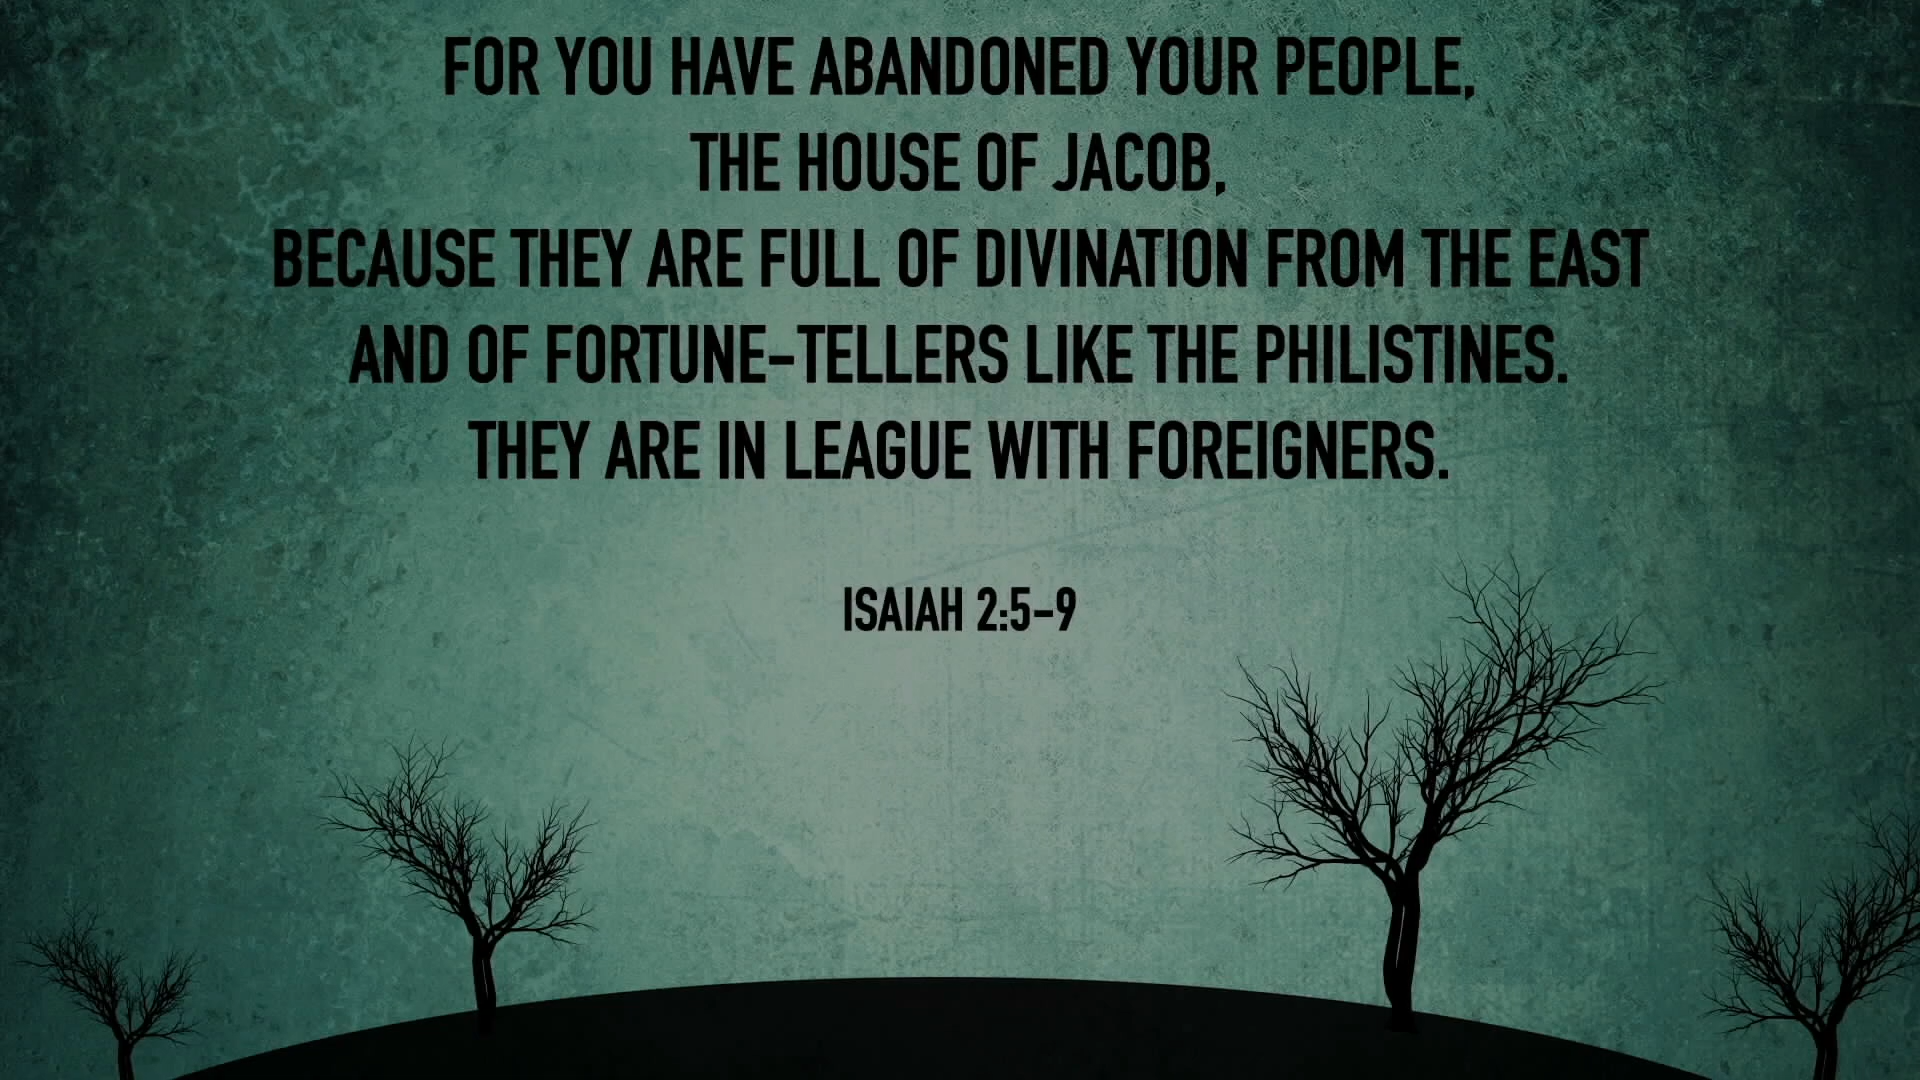 FOR YOU HAVE ABANDONED YOUR PEOPLE,
THE HOUSE OF JACOB,
BECAUSE THEY ARE FULL OF DIVINATION FROM THE EAST
AND OF FORTUNE-TELLERS LIKE THE PHILISTINES.
THEY ARE IN LEAGUE WITH FOREIGNERS.
ISAIAH 2:5-9